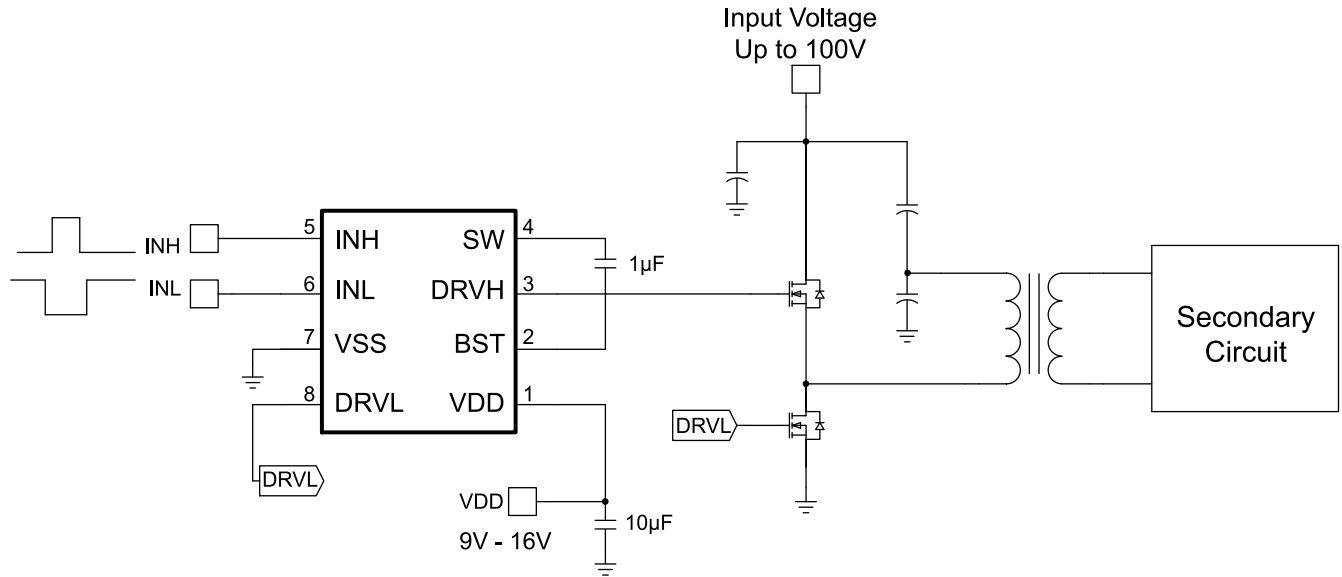 Input Voltage
Up to 100V
INH
INL
5
6
7
8
INH
INL
VSS
DRVL
SW
DRVH
BST
VDD
4
3
2
1
1µF
DRVL
VDD
9V - 16V
10µF
DRVL
Secondary
Circuit